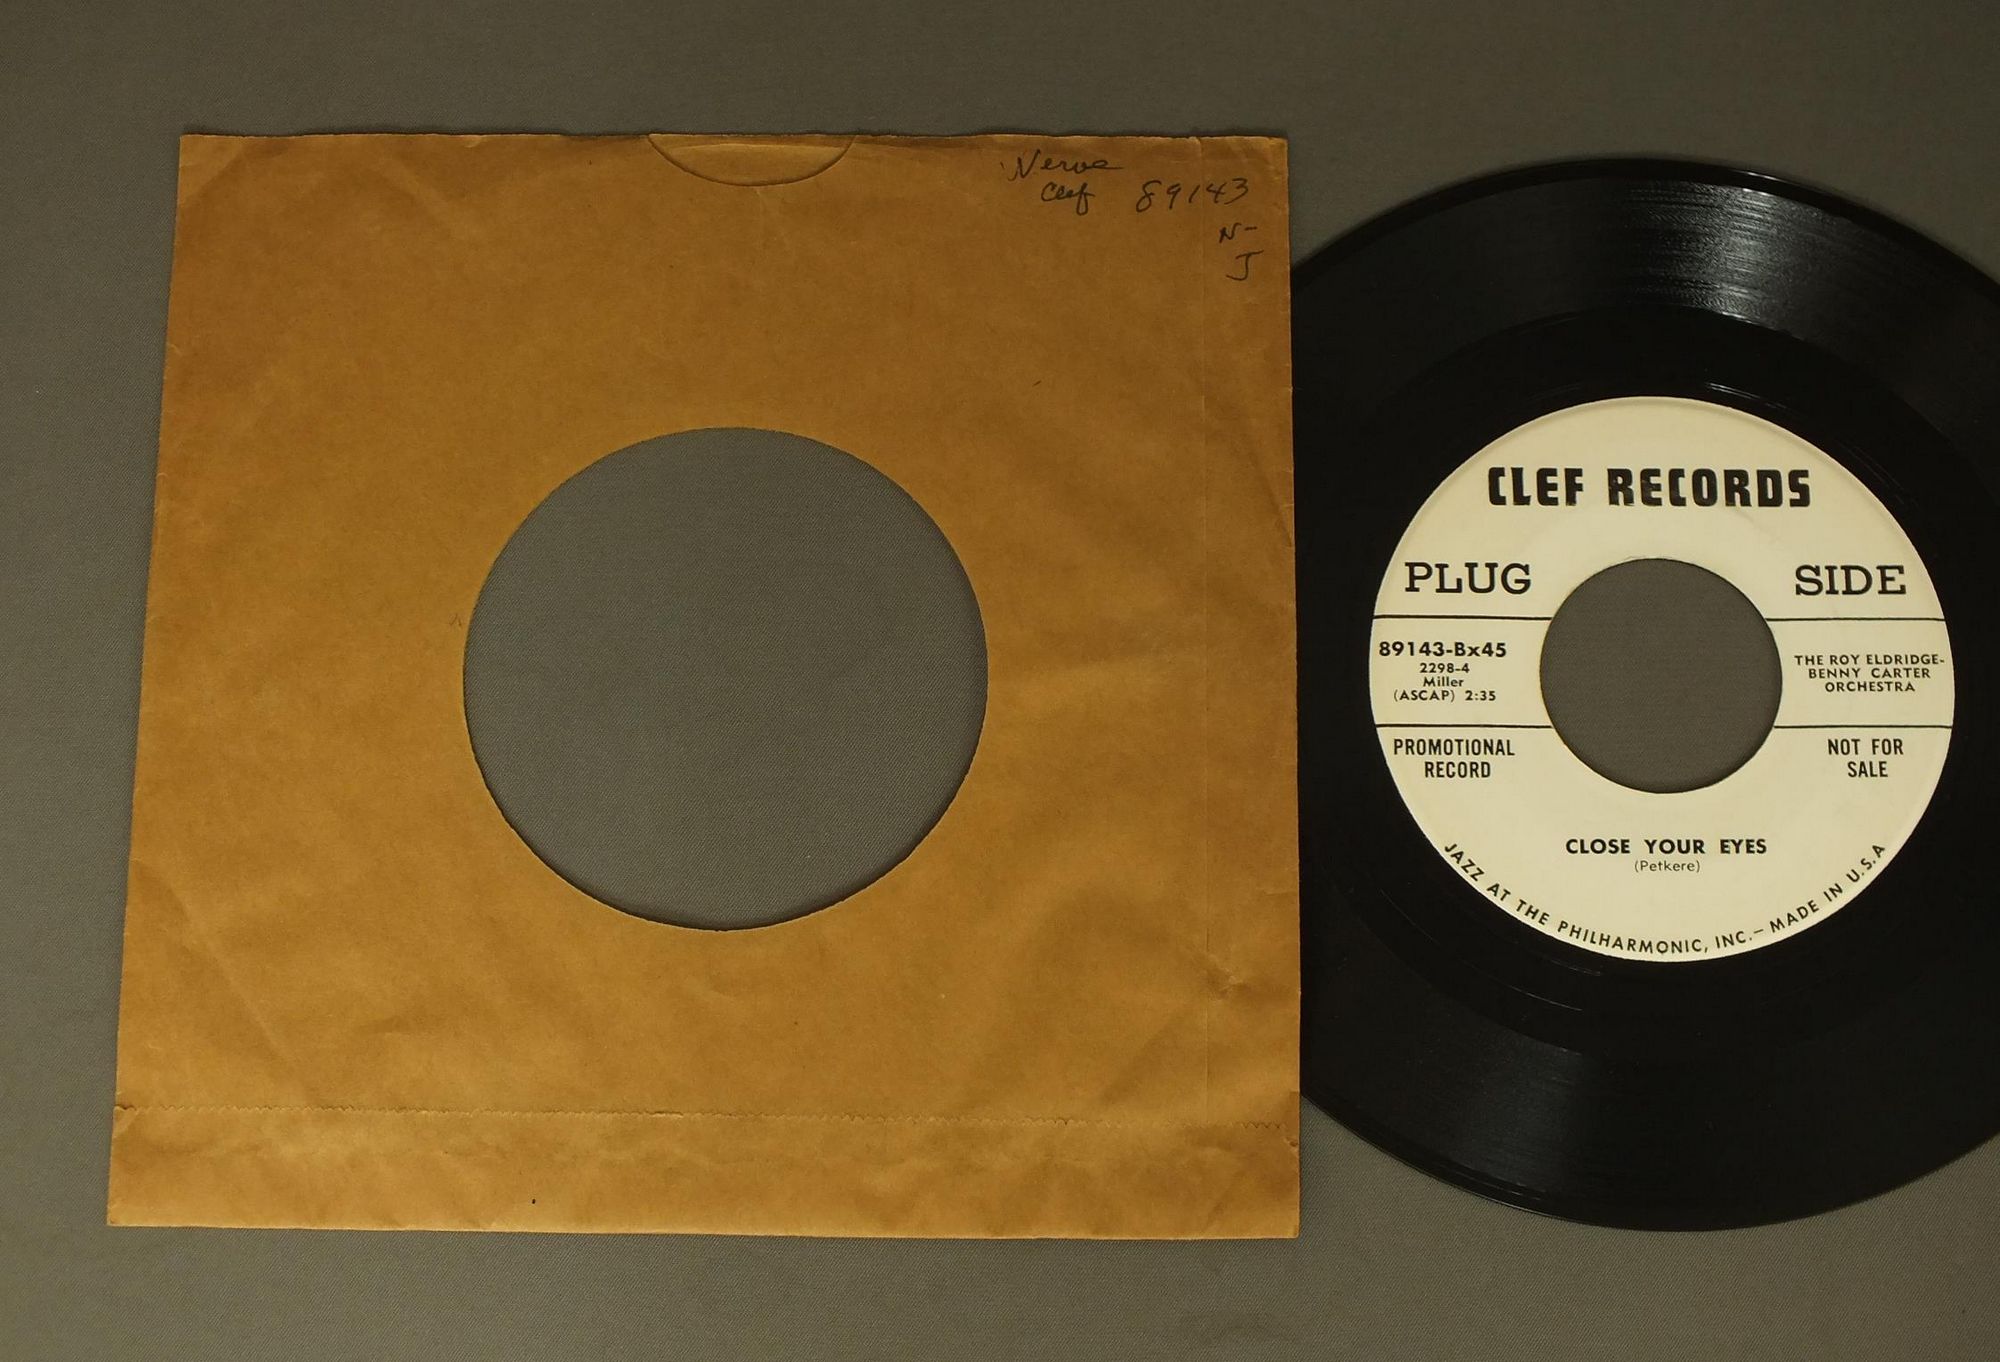 Nerve
Clef 89143
N-
J
CLEF RECORDS
PLUG SIDE
89143-Bx45
2298-4
Miller
(ASCAP) 2:35
THE ROY ELDRIDGE-
BENNY CARTER
ORCHESTRA
PROMOTIONAL
RECORD
NOT FOR
SALE
CLOSE YOUR EYES
(Petkere)
JAZZ AT THE PHILHARMONIC, INC.— MADE IN U.S.A